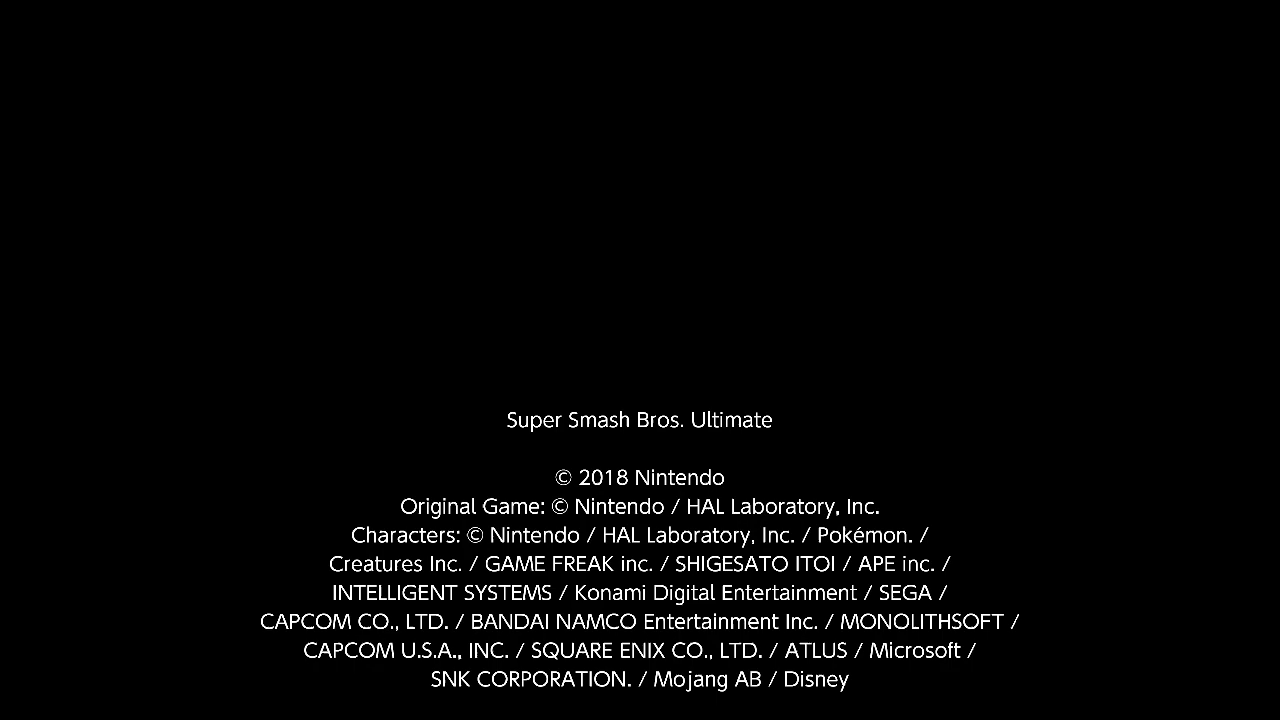 Super Smash Bros. Ultimate
© 2018 Nintendo
Original Game: © Nintendo / HAL Laboratory, Inc.
Characters: © Nintendo / HAL Laboratory, Inc. / Pokémon. /
Creatures Inc. / GAME FREAK inc. / SHIGESATO ITOI / APE inc. /
INTELLIGENT SYSTEMS / Konami Digital Entertainment / SEGA /
CAPCOM CO., LTD. / BANDAI NAMCO Entertainment Inc. / MONOLITHSOFT /
CAPCOM U.S.A., INC. / SQUARE ENIX CO., LTD. / ATLUS / Microsoft /
SNK CORPORATION. / Mojang AB / Disney